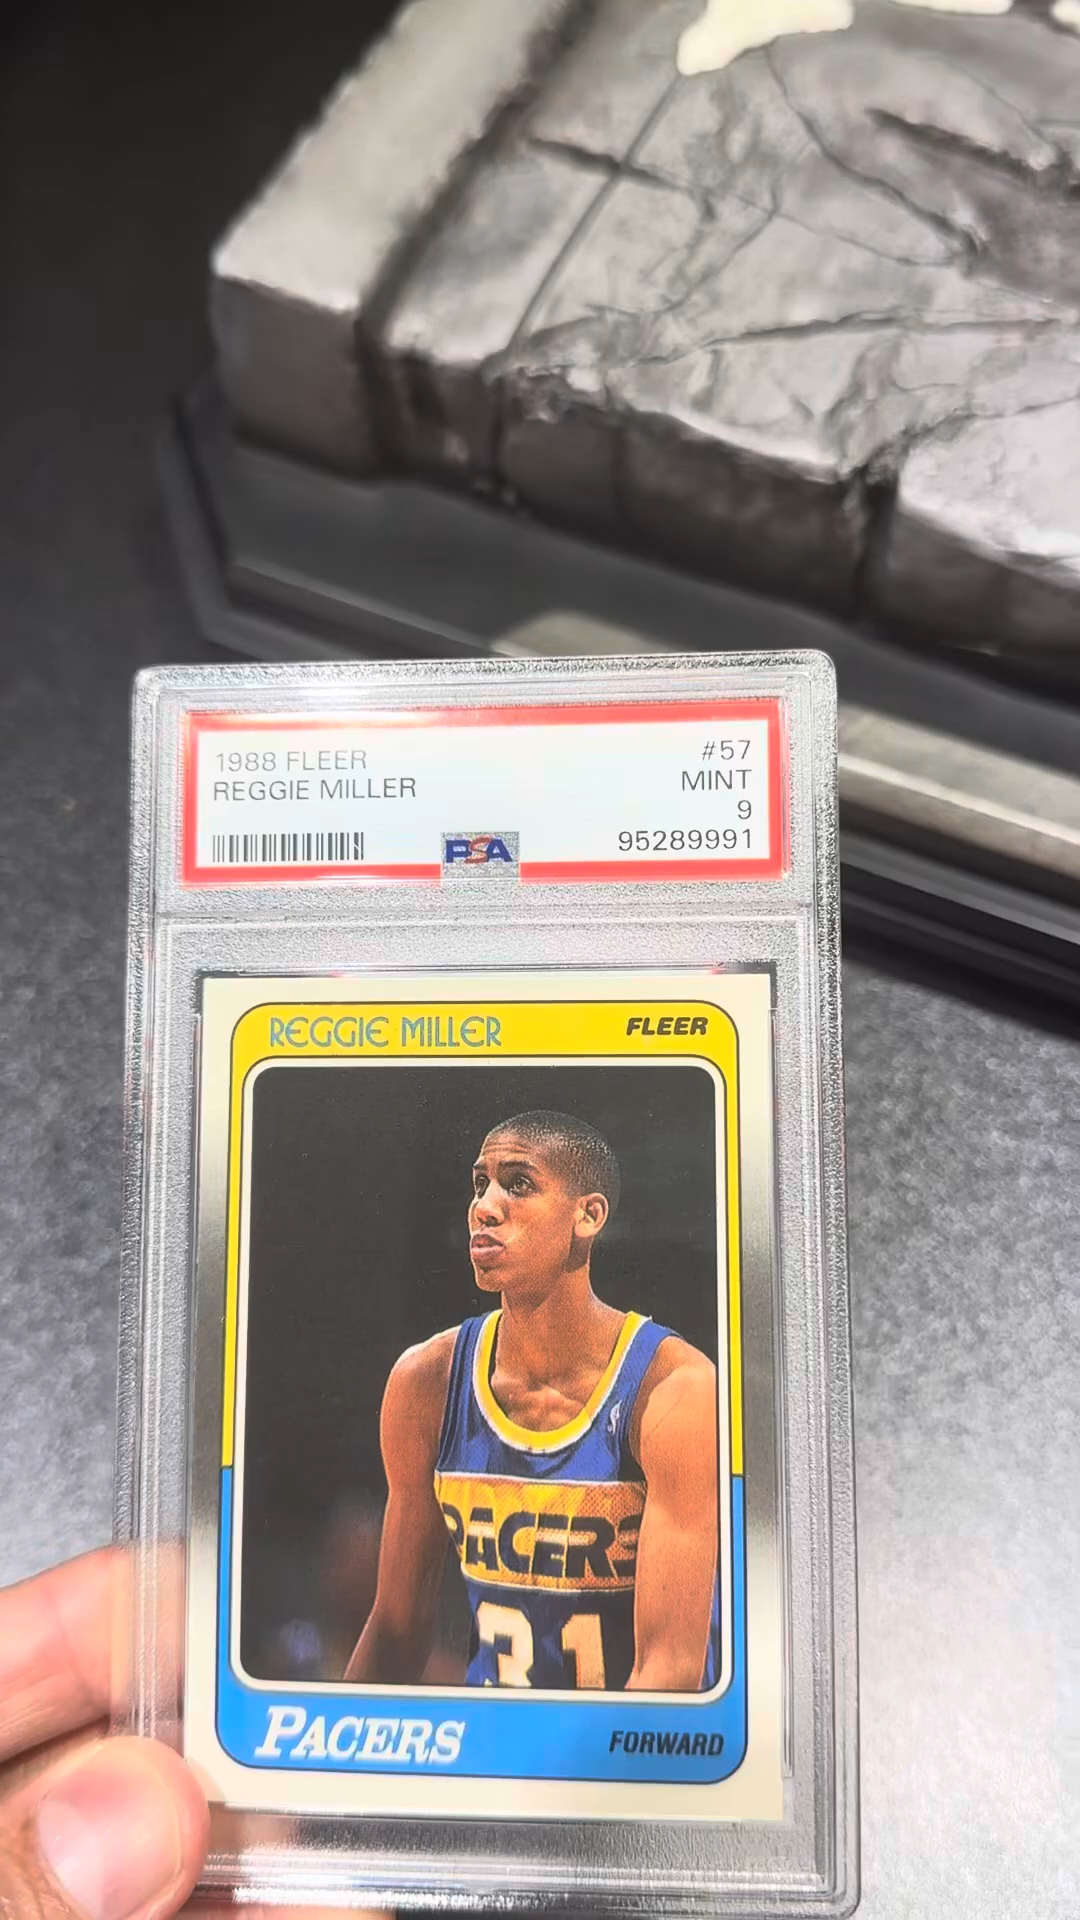 1988 FLEER #57
REGGIE MILLER MINT
9
95289991
PSA
REGGIE MILLER FLEER
PACERS
31
PACERS FORWARD